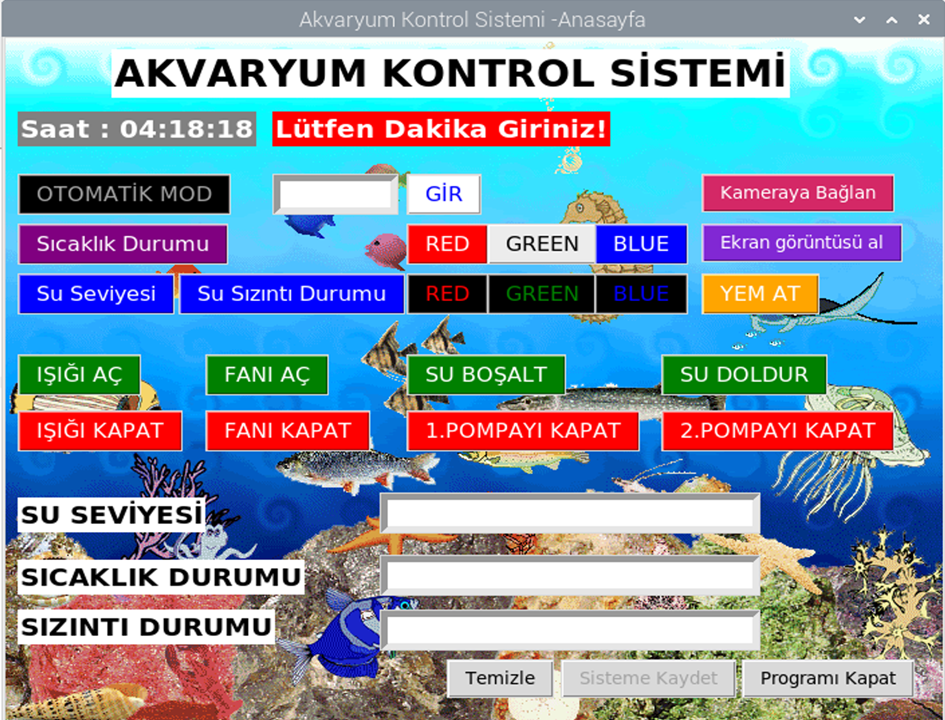 Akvaryum Kontrol Sistemi -Anasayfa
AKVARYUM KONTROL SİSTEMİ
Saat : 04:18:18 Lütfen Dakika Giriniz!
OTOMATİK MOD GİR Kameraya Bağlan
Sıcaklık Durumu RED GREEN BLUE Ekran görüntüsü al
Su Seviyesi Su Sızıntı Durumu RED GREEN BLUE YEM AT
IŞIĞI AÇ FANI AÇ SU BOŞALT SU DOLDUR
IŞIĞI KAPAT FANI KAPAT 1.POMPAYI KAPAT 2.POMPAYI KAPAT
SU SEVİYESİ
SICAKLIK DURUMU
SIZINTI DURUMU
Temizle Sisteme Kaydet Programı Kapat